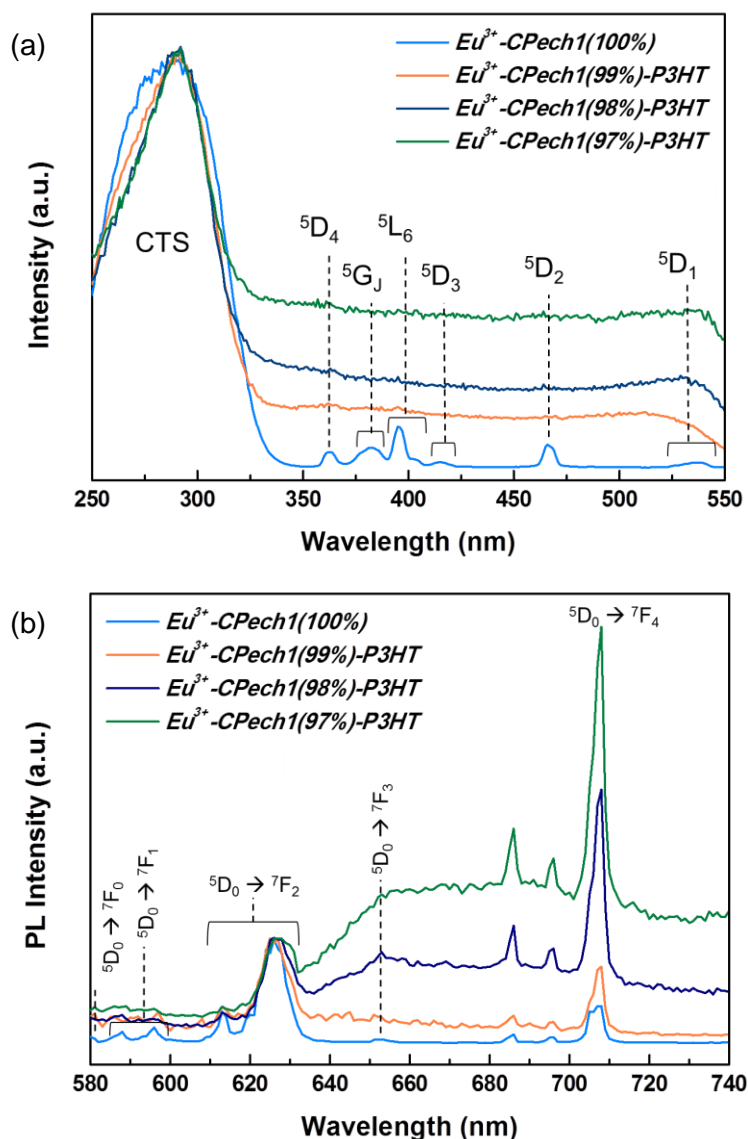 (a)
Eu³⁺-CPech1(100%)
Eu³⁺-CPech1(99%)-P3HT
Eu³⁺-CPech1(98%)-P3HT
Eu³⁺-CPech1(97%)-P3HT
⁵D₄
⁵L₆
⁵G_J
⁵D₃
⁵D₂
⁵D₁
CTS
Intensity (a.u.)
250 300 350 400 450 500 550
Wavelength (nm)
(b)
Eu³⁺-CPech1(100%)
Eu³⁺-CPech1(99%)-P3HT
Eu³⁺-CPech1(98%)-P3HT
Eu³⁺-CPech1(97%)-P3HT
⁵D₀ → ⁷F₄
⁵D₀ → ⁷F₀
⁵D₀ → ⁷F₁
⁵D₀ → ⁷F₂
⁵D₀ → ⁷F₃
PL Intensity (a.u.)
580 600 620 640 660 680 700 720 740
Wavelength (nm)